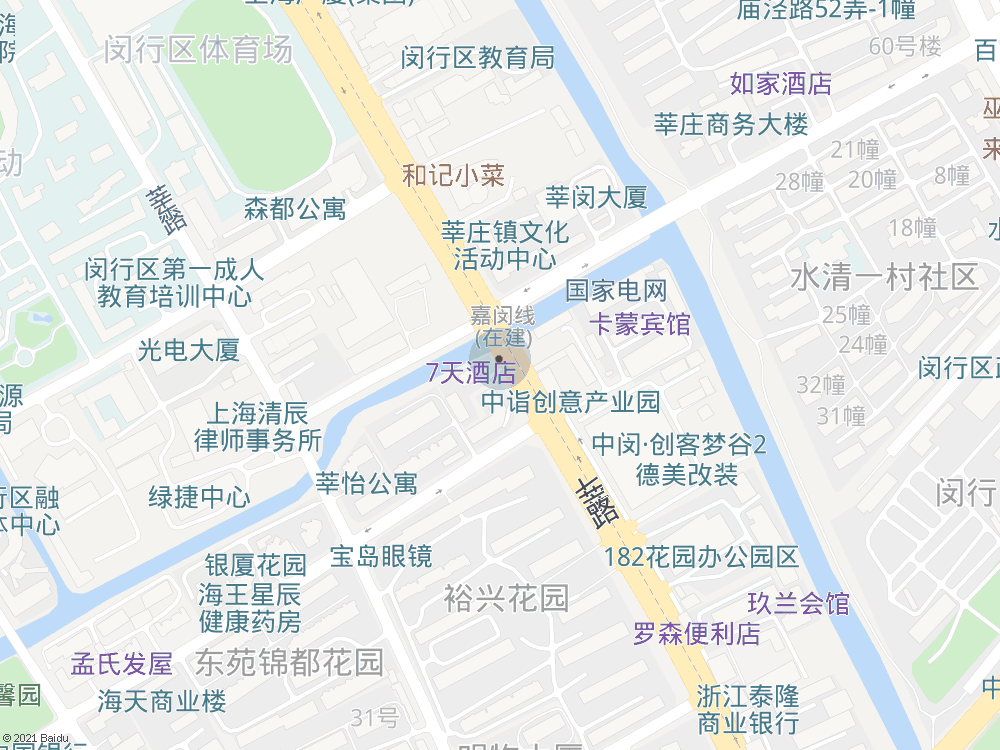 闵行区体育场
闵行区教育局
庙泾路52弄-1幢
60号楼
如家酒店
莘庄商务大楼
21幢
28幢
20幢
8幢
18幢
和记小菜
森都公寓
莘闵大厦
莘庄镇文化
活动中心
闵行区第一成人
教育培训中心
国家电网
卡蒙宾馆
水清一村社区
25幢
24幢
32幢
31幢
嘉闵线
(在建)
光电大厦
7天酒店
中诣创意产业园
上海清辰
律师事务所
中闵·创客梦谷2
德美改装
莘怡公寓
绿捷中心
宝岛眼镜
182花园办公园区
银厦花园
海王星辰
健康药房
裕兴花园
玖兰会馆
罗森便利店
孟氏发屋
东苑锦都花园
海天商业楼
31号
浙江泰隆
商业银行
馨园
闵行
闵行区
© 2021 Baidu